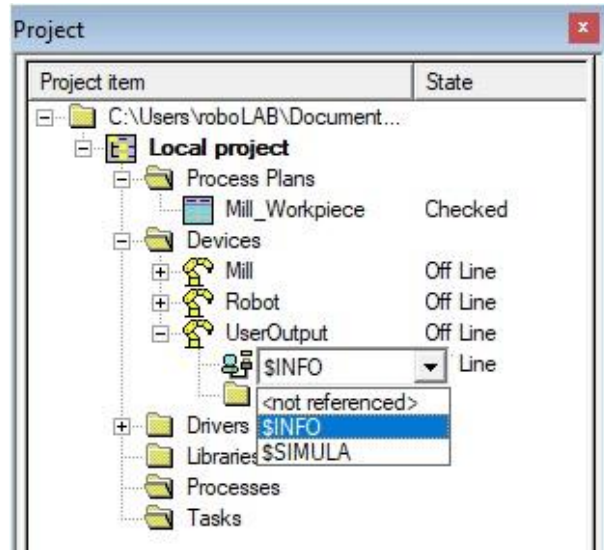 Project
Project item State
C:\Users\roboLAB\Document...
Local project
Process Plans
Mill_Workpiece Checked
Devices
Mill Off Line
Robot Off Line
UserOutput Off Line
$INFO Line
<not referenced>
Drivers $INFO
Libraries $SIMULA
Processes
Tasks